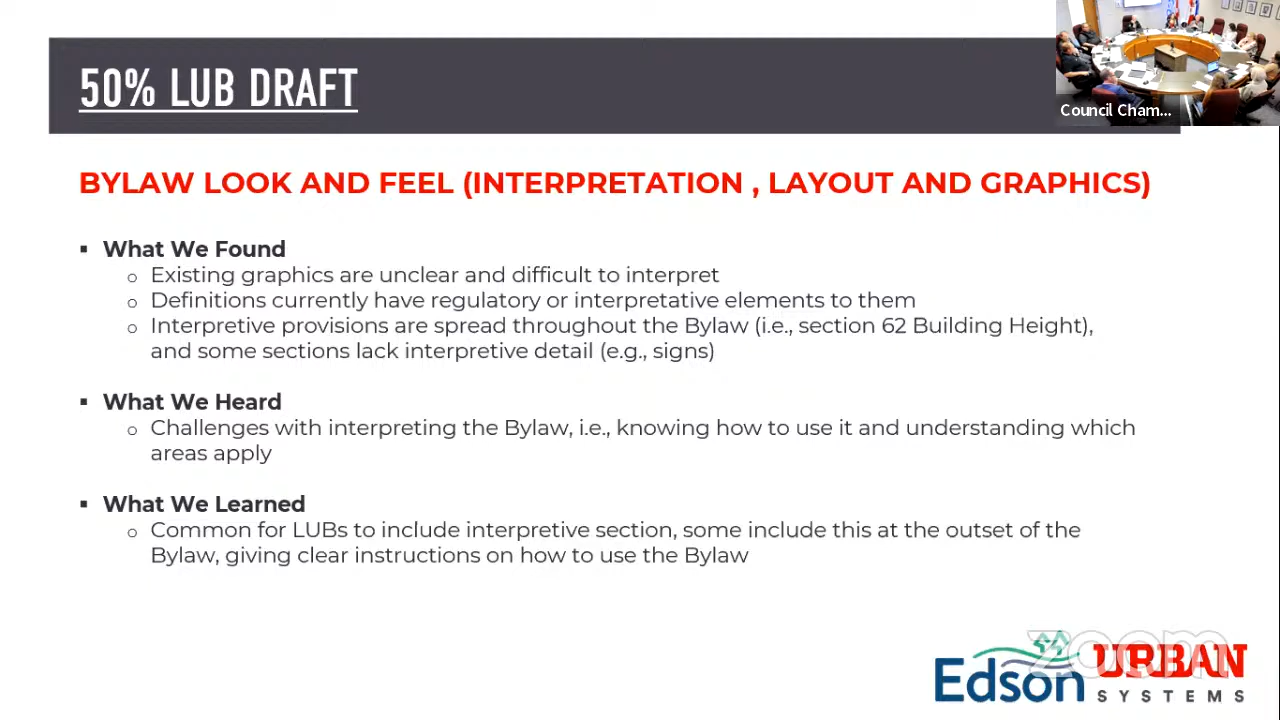 50% LUB DRAFT
Council Cham...
BYLAW LOOK AND FEEL (INTERPRETATION , LAYOUT AND GRAPHICS)
▪ What We Found
o Existing graphics are unclear and difficult to interpret
o Definitions currently have regulatory or interpretative elements to them
o Interpretive provisions are spread throughout the Bylaw (i.e., section 62 Building Height),
and some sections lack interpretive detail (e.g., signs)
▪ What We Heard
o Challenges with interpreting the Bylaw, i.e., knowing how to use it and understanding which
areas apply
▪ What We Learned
o Common for LUBs to include interpretive section, some include this at the outset of the
Bylaw, giving clear instructions on how to use the Bylaw
zoom
Edson
URBAN
SYSTEMS